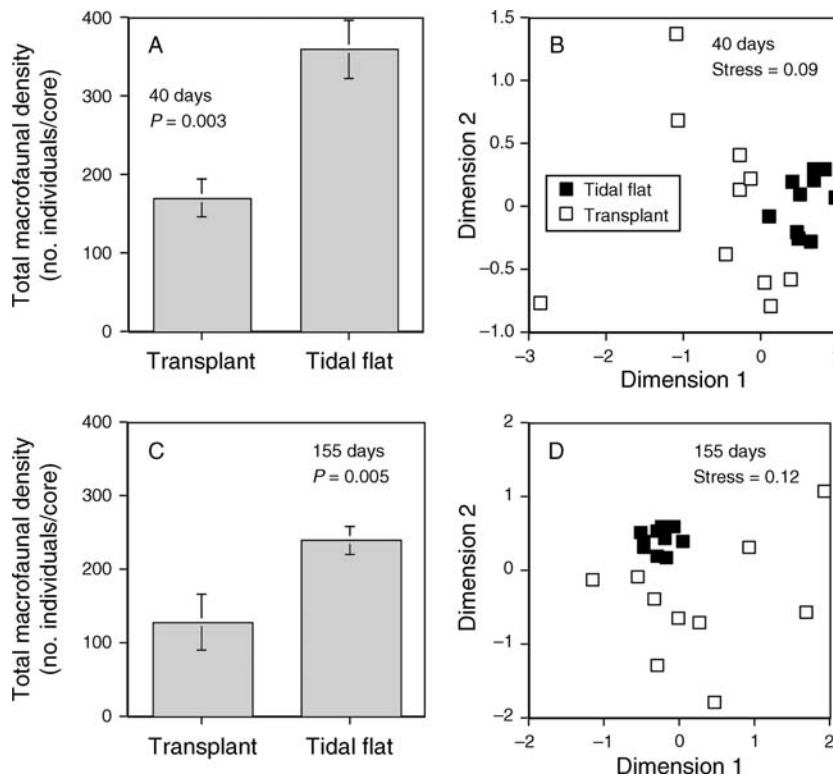 Total macrofaunal density
(no. individuals/core)
400
300
200
100
0
A
40 days
P = 0.003
Transplant
Tidal flat
Dimension 2
1.5
1.0
0.5
0
−0.5
−1.0
B
40 days
Stress = 0.09
Tidal flat
Transplant
−3
−1
0
Dimension 1
Total macrofaunal density
(no. individuals/core)
400
300
200
100
0
C
155 days
P = 0.005
Transplant
Tidal flat
Dimension 2
2
1
0
−1
−2
D
155 days
Stress = 0.12
−2
−1
0
1
2
Dimension 1